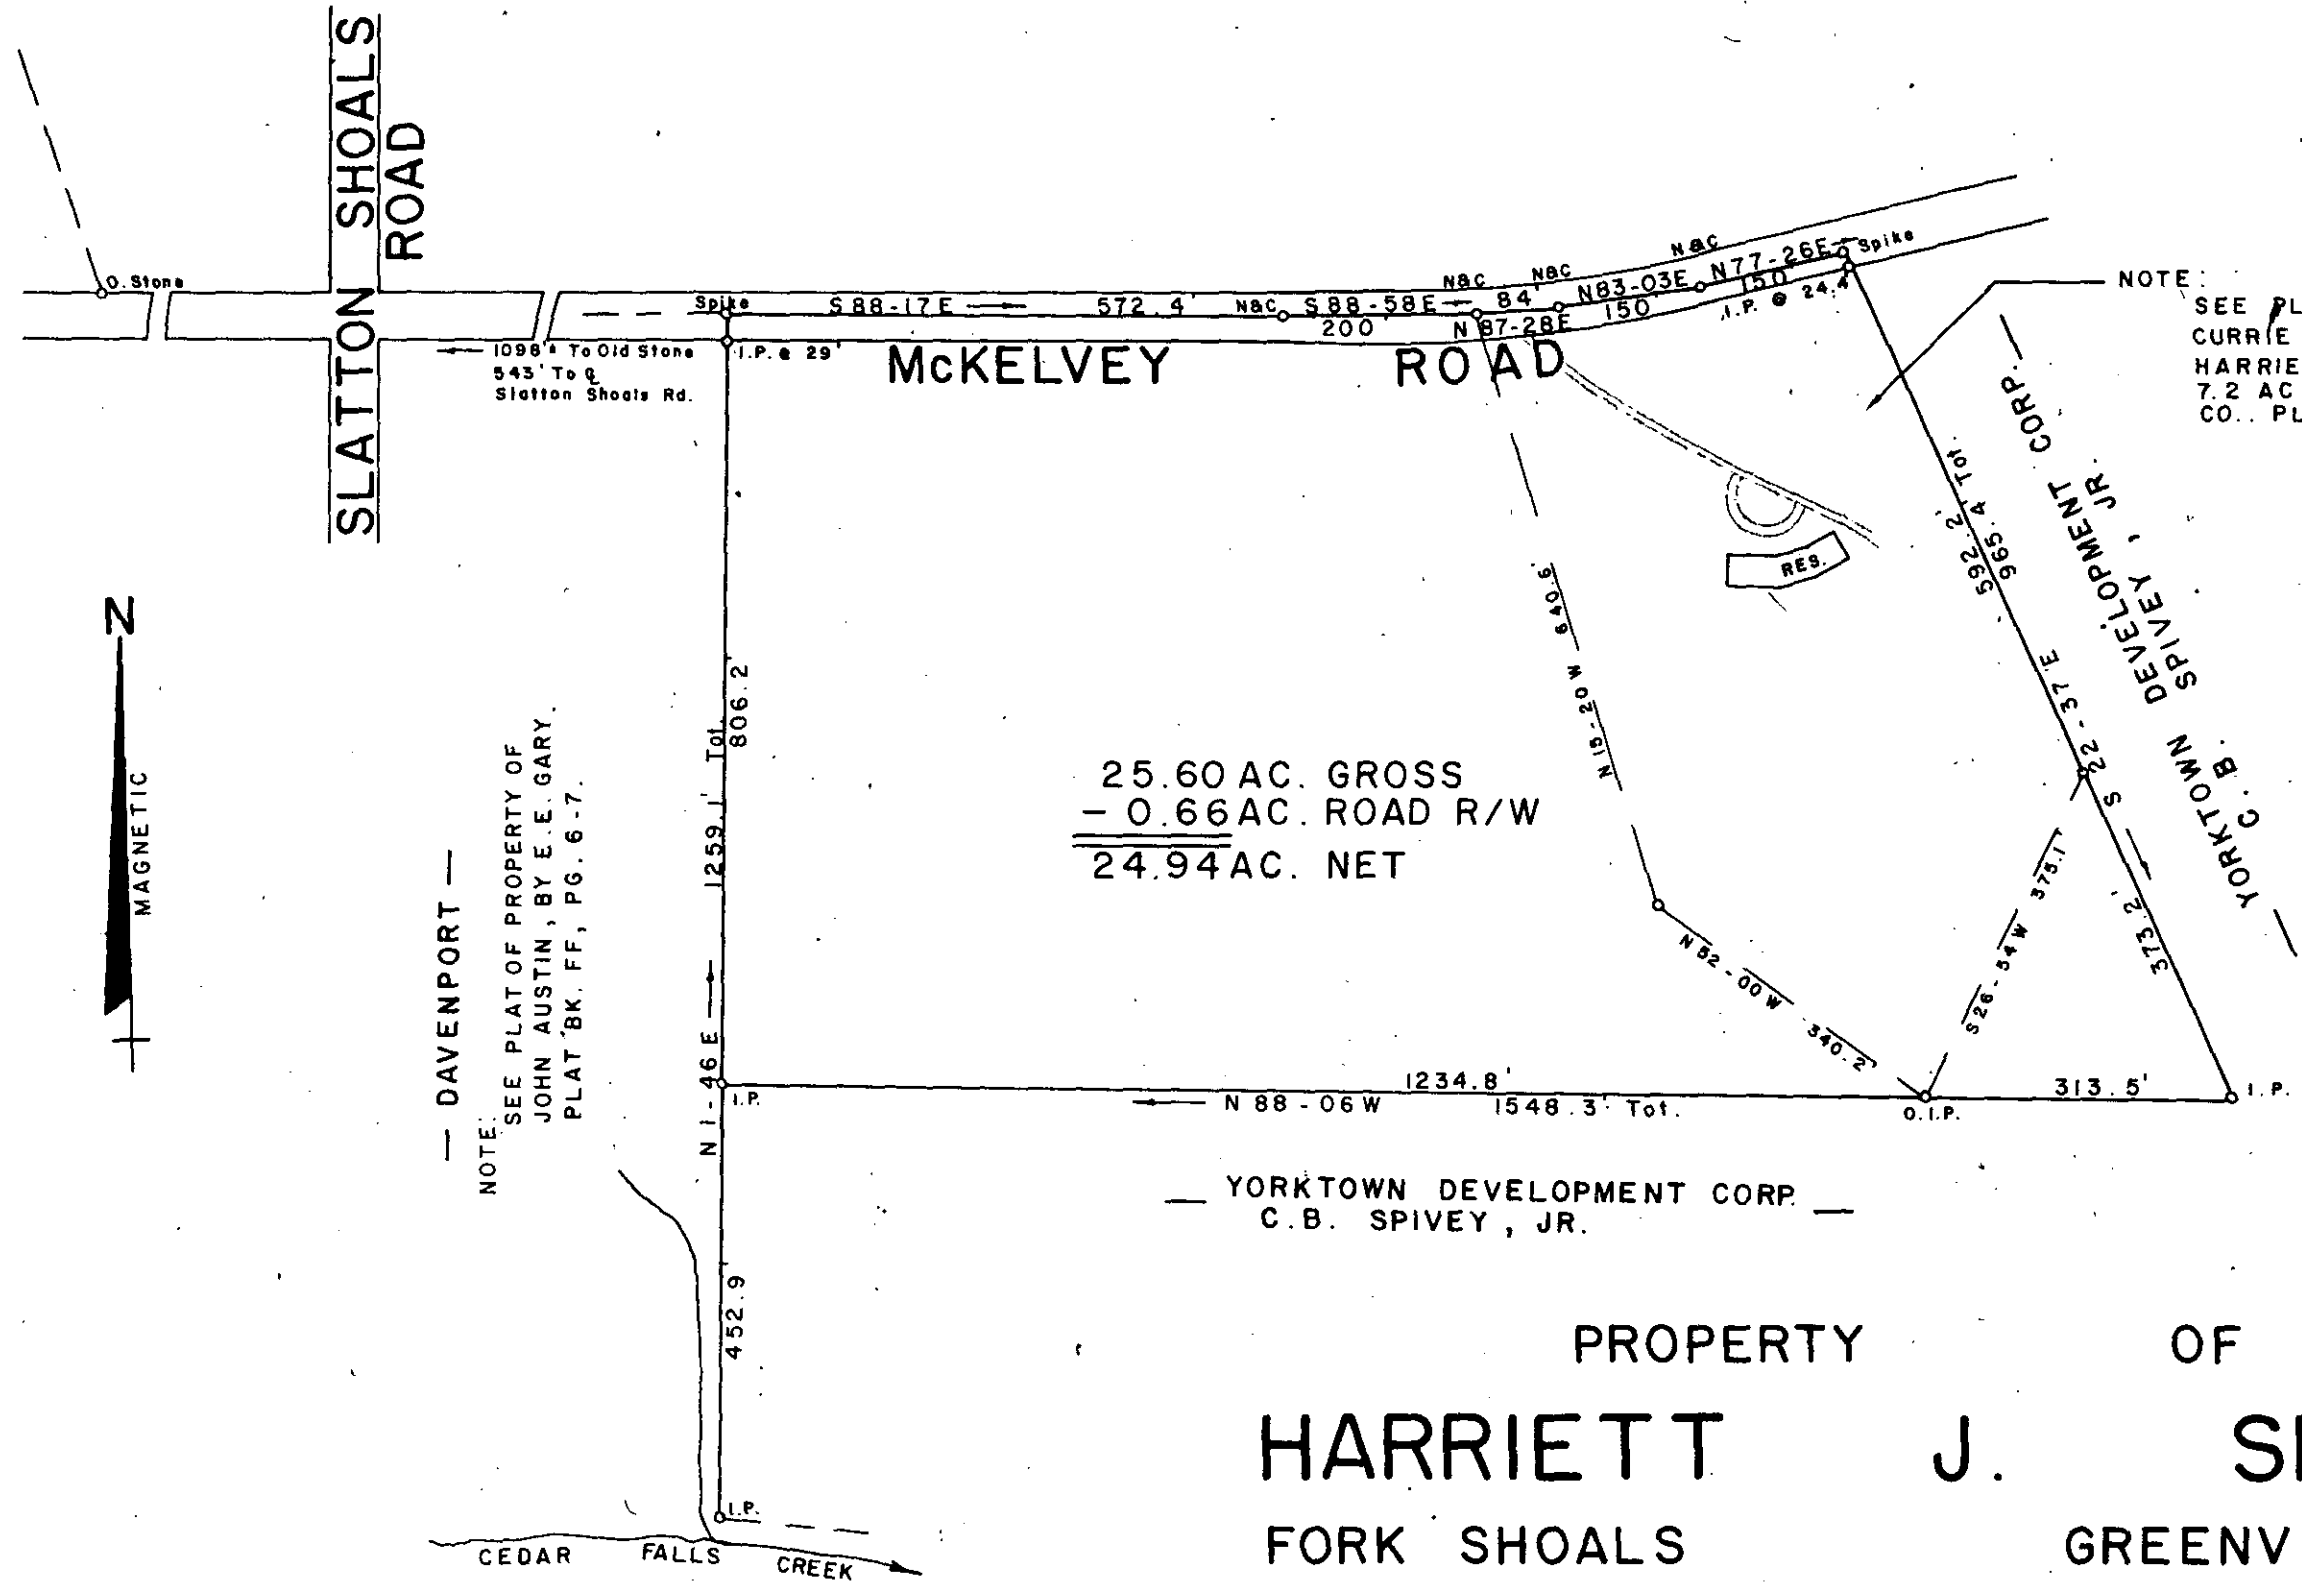 SLATTON SHOALS
ROAD
O. Stone
Spike
S 88-17 E
572.4'
N&C
S 88-58 E
200'
N&C
84'
N 87-28E
N&C
N83-03E
150'
N&C
N77-26E
150'
Spike
I.P. @ 24.4'
1098'± To Old Stone
543' To ℄
Slatton Shoals Rd.
I.P. @ 29'
McKELVEY ROAD
NOTE:
SEE
CURRIE
HARRIE
7.2 AC
CO.. PL
YORKTOWN DEVELOPMENT CORP.
C. B. SPIVEY, JR.
592.2'
965.4' Tot.
S 22-37 E
373.2'
RES.
N 15-20 W 640.6'
N 52-00 W 340.2
S 26-54 W 375.1'
N
MAGNETIC
25.60 AC. GROSS
- 0.66 AC. ROAD R/W
24.94 AC. NET
806.2'
1259.1' Tot.
N 1-46 E
452.9'
— DAVENPORT —
NOTE:
SEE PLAT OF PROPERTY OF
JOHN AUSTIN, BY E.E. GARY.
PLAT BK. FF, PG. 6-7.
I.P.
1234.8'
N 88-06 W
1548.3' Tot.
O.I.P.
313.5'
I.P.
— YORKTOWN DEVELOPMENT CORP. —
C.B. SPIVEY, JR.
I.P.
CEDAR FALLS CREEK
PROPERTY OF
HARRIETT J.
FORK SHOALS GREENV